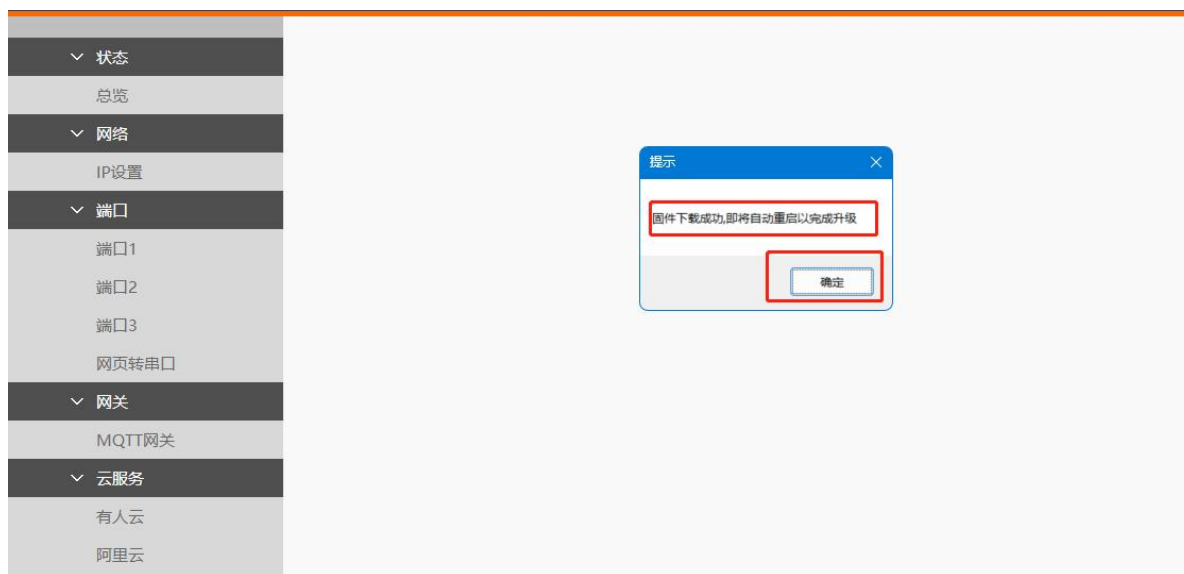 状态
总览
网络
IP设置
端口
端口1
端口2
端口3
网页转串口
网关
MQTT网关
云服务
有人云
阿里云
提示
固件下载成功,即将自动重启以完成升级
确定